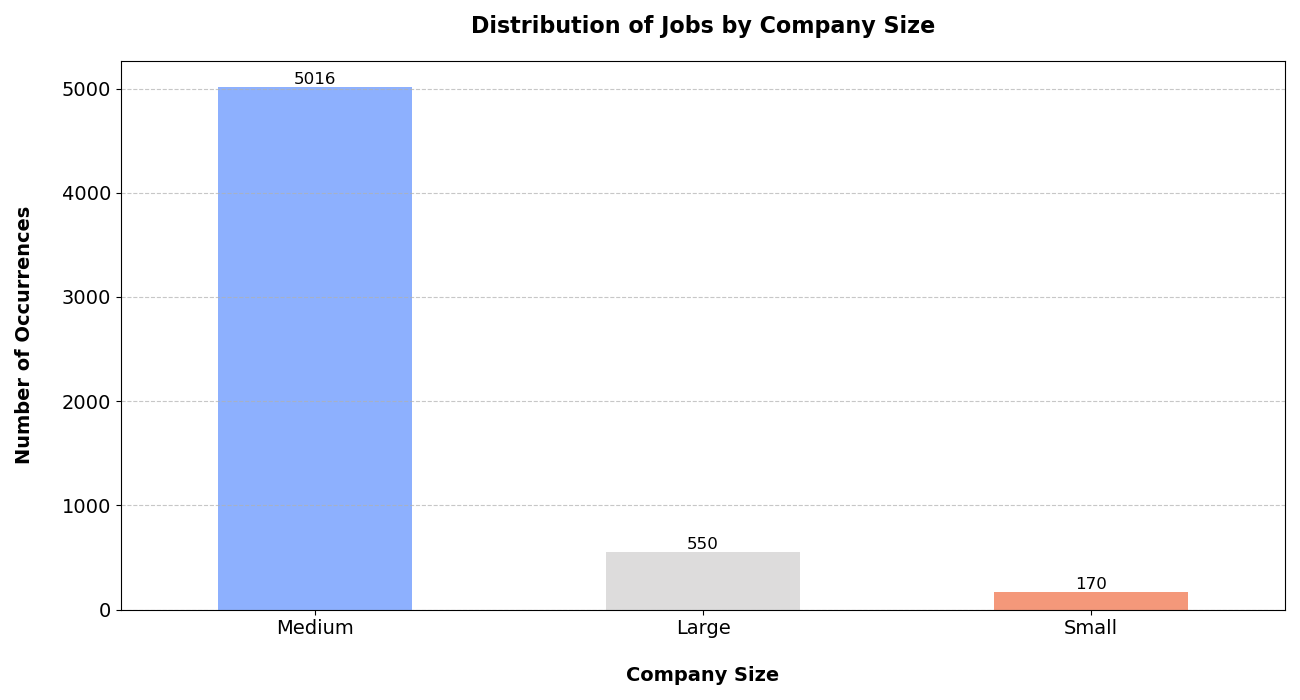 Distribution of Jobs by Company Size
Number of Occurrences
5000
4000
3000
2000
1000
0
5016
550
170
Medium
Large
Small
Company Size